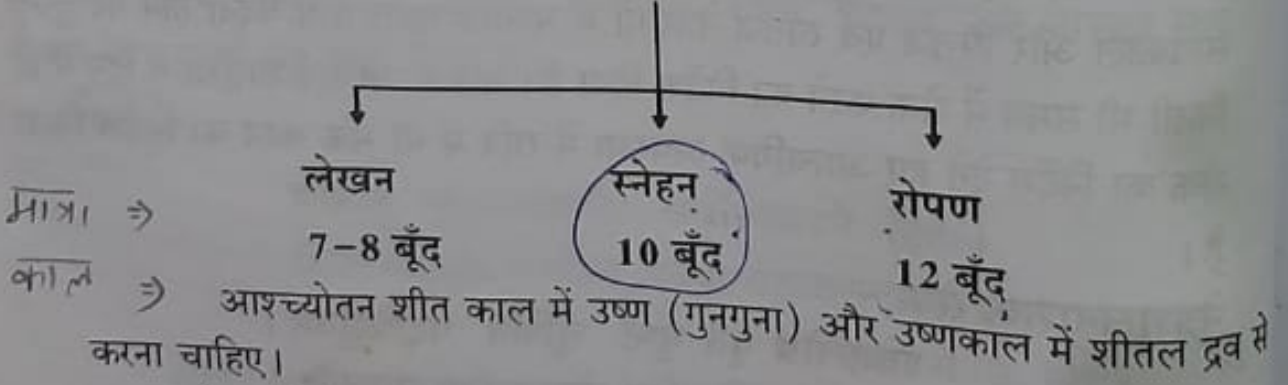 लेखन स्नेहन रोपण
मात्रा ⇒ 7-8 बूँद 10 बूँद 12 बूँद
काल ⇒ आश्च्योतन शीत काल में उष्ण (गुनगुना) और उष्णकाल में शीतल द्रव से
करना चाहिए।